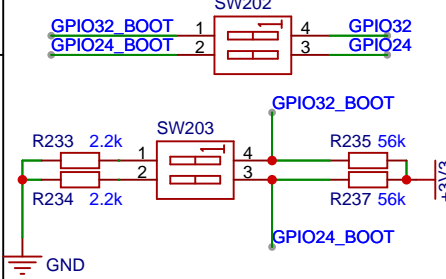 SW202
GPIO32_BOOT 1 4 GPIO32
GPIO24_BOOT 2 3 GPIO24
GPIO32_BOOT
R233 2.2k SW203 R235 56k
1 4
2 3
R234 2.2k R237 56k
+3V3
GPIO24_BOOT
GND